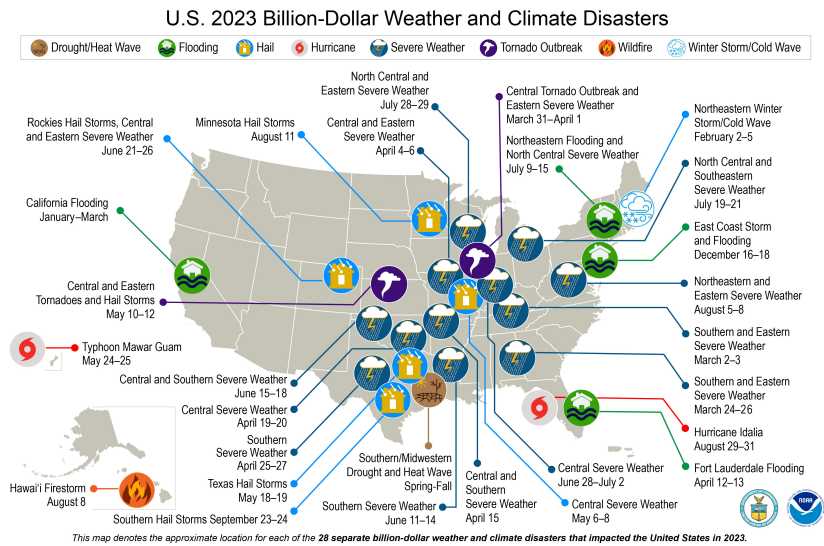 U.S. 2023 Billion-Dollar Weather and Climate Disasters
Drought/Heat Wave
Flooding
Hail
Hurricane
Severe Weather
Tornado Outbreak
Wildfire
Winter Storm/Cold Wave
North Central and
Eastern Severe Weather
July 28–29
Central Tornado Outbreak and
Eastern Severe Weather
March 31–April 1
Rockies Hail Storms, Central
and Eastern Severe Weather
June 21–26
Minnesota Hail Storms
August 11
Central and Eastern
Severe Weather
April 4–6
Northeastern Flooding and
North Central Severe Weather
July 9–15
Northeastern Winter
Storm/Cold Wave
February 2–5
North Central and
Southeastern
Severe Weather
July 19–21
California Flooding
January–March
East Coast Storm
and Flooding
December 16–18
Central and Eastern
Tornadoes and Hail Storms
May 10–12
Northeastern and
Eastern Severe Weather
August 5–8
Typhoon Mawar Guam
May 24–25
Southern and Eastern
Severe Weather
March 2–3
Central and Southern Severe Weather
June 15–18
Southern and Eastern
Severe Weather
March 24–26
Central Severe Weather
April 19–20
Hurricane Idalia
August 29–31
Southern
Severe Weather
April 25–27
Southern/Midwestern
Drought and Heat Wave
Spring-Fall
Fort Lauderdale Flooding
April 12–13
Texas Hail Storms
May 18–19
Central and
Southern
Severe Weather
April 15
Central Severe Weather
June 28–July 2
Hawai‘i Firestorm
August 8
Southern Hail Storms September 23–24
Southern Severe Weather
June 11–14
Central Severe Weather
May 6–8
NOAA
This map denotes the approximate location for each of the 28 separate billion-dollar weather and climate disasters that impacted the United States in 2023.